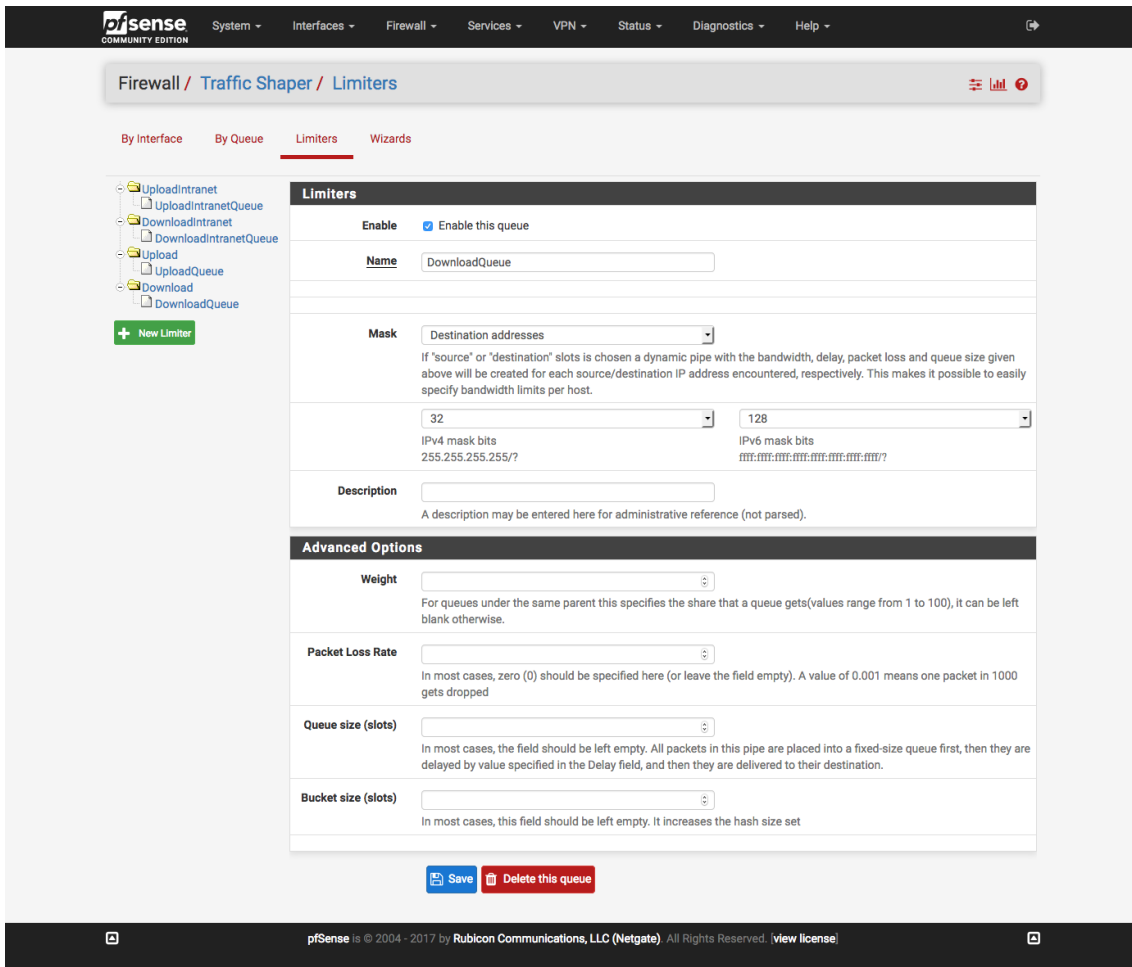 pfsense System Interfaces Firewall Services VPN Status Diagnostics Help
COMMUNITY EDITION
Firewall / Traffic Shaper / Limiters
By Interface By Queue Limiters Wizards
UploadIntranet
UploadIntranetQueue
DownloadIntranet
DownloadIntranetQueue
Upload
UploadQueue
Download
DownloadQueue
New Limiter
Limiters
Enable Enable this queue
Name DownloadQueue
Mask Destination addresses
If "source" or "destination" slots is chosen a dynamic pipe with the bandwidth, delay, packet loss and queue size given
above will be created for each source/destination IP address encountered, respectively. This makes it possible to easily
specify bandwidth limits per host.
32 128
IPv4 mask bits IPv6 mask bits
255.255.255.255/? ffff:ffff:ffff:ffff:ffff:ffff:ffff:ffff/?
Description
A description may be entered here for administrative reference (not parsed).
Advanced Options
Weight
For queues under the same parent this specifies the share that a queue gets(values range from 1 to 100), it can be left
blank otherwise.
Packet Loss Rate
In most cases, zero (0) should be specified here (or leave the field empty). A value of 0.001 means one packet in 1000
gets dropped
Queue size (slots)
In most cases, the field should be left empty. All packets in this pipe are placed into a fixed-size queue first, then they are
delayed by value specified in the Delay field, and then they are delivered to their destination.
Bucket size (slots)
In most cases, this field should be left empty. It increases the hash size set
Save Delete this queue
pfSense is © 2004 - 2017 by Rubicon Communications, LLC (Netgate). All Rights Reserved. [view license]